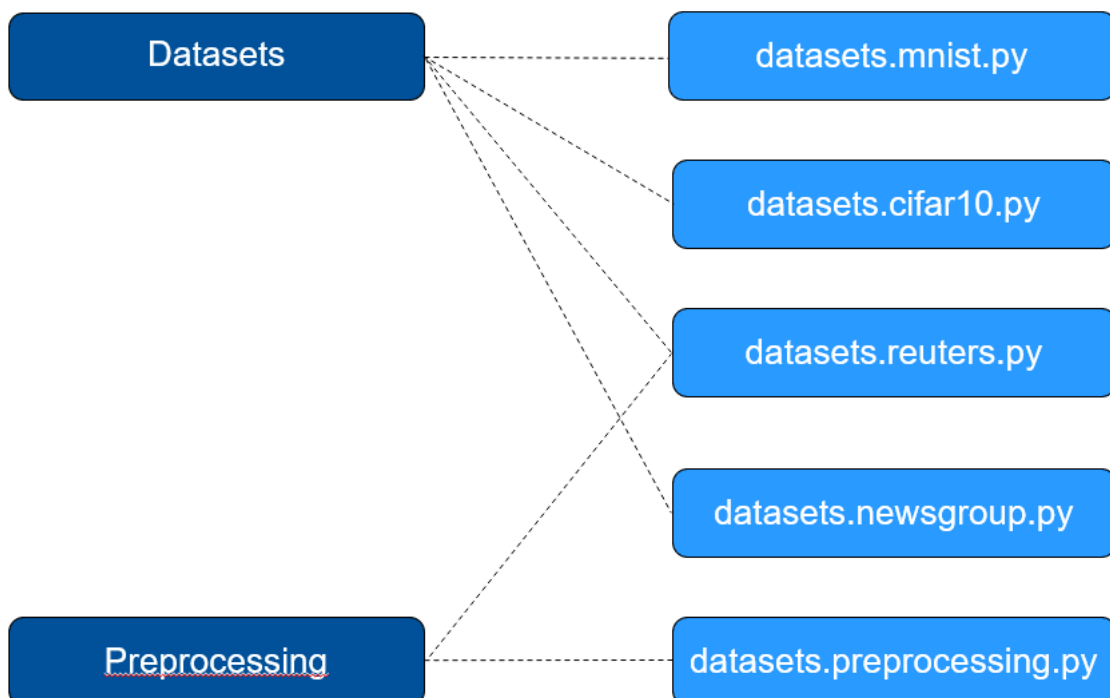 Datasets
datasets.mnist.py
datasets.cifar10.py
datasets.reuters.py
datasets.newsgroup.py
Preprocessing
datasets.preprocessing.py